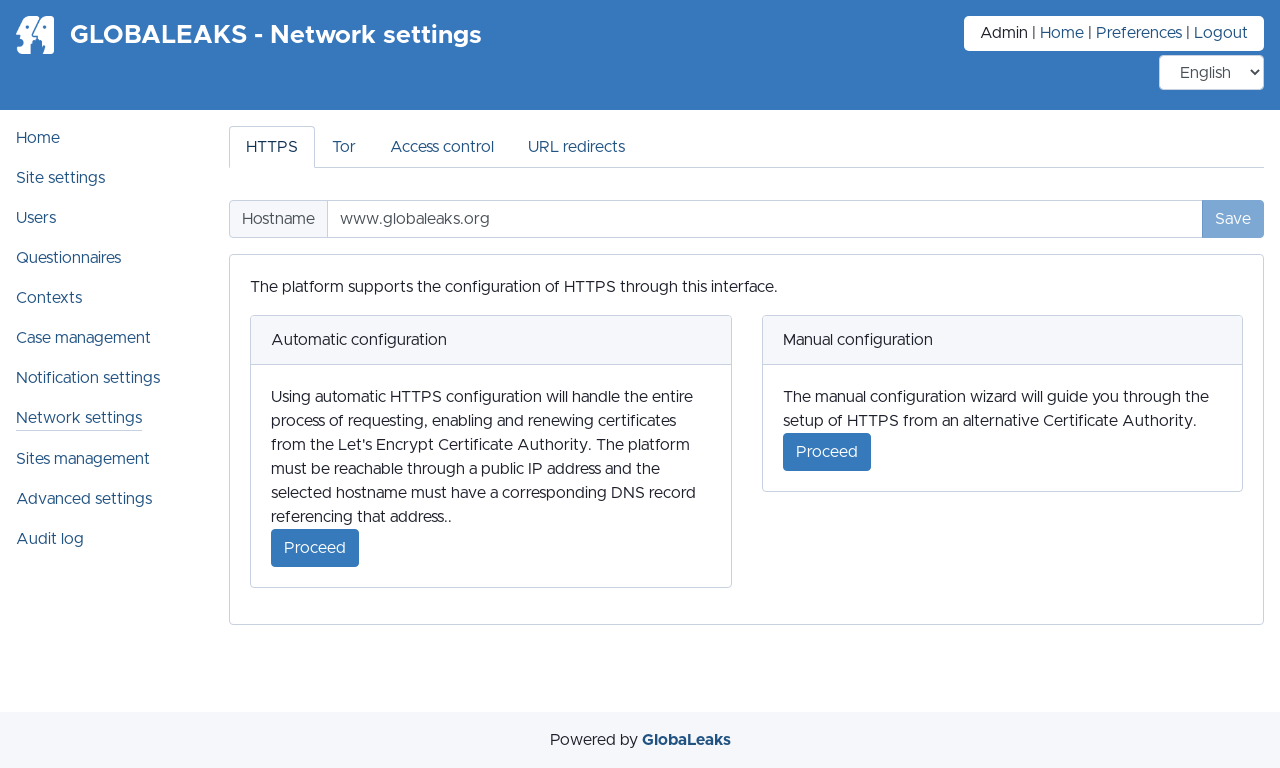 GLOBALEAKS - Network settings
Admin | Home | Preferences | Logout
English
Home
Site settings
Users
Questionnaires
Contexts
Case management
Notification settings
Network settings
Sites management
Advanced settings
Audit log
HTTPS
Tor
Access control
URL redirects
Hostname
www.globaleaks.org
Save
The platform supports the configuration of HTTPS through this interface.
Automatic configuration
Using automatic HTTPS configuration will handle the entire
process of requesting, enabling and renewing certificates
from the Let's Encrypt Certificate Authority. The platform
must be reachable through a public IP address and the
selected hostname must have a corresponding DNS record
referencing that address..
Proceed
Manual configuration
The manual configuration wizard will guide you through the
setup of HTTPS from an alternative Certificate Authority.
Proceed
Powered by GlobaLeaks